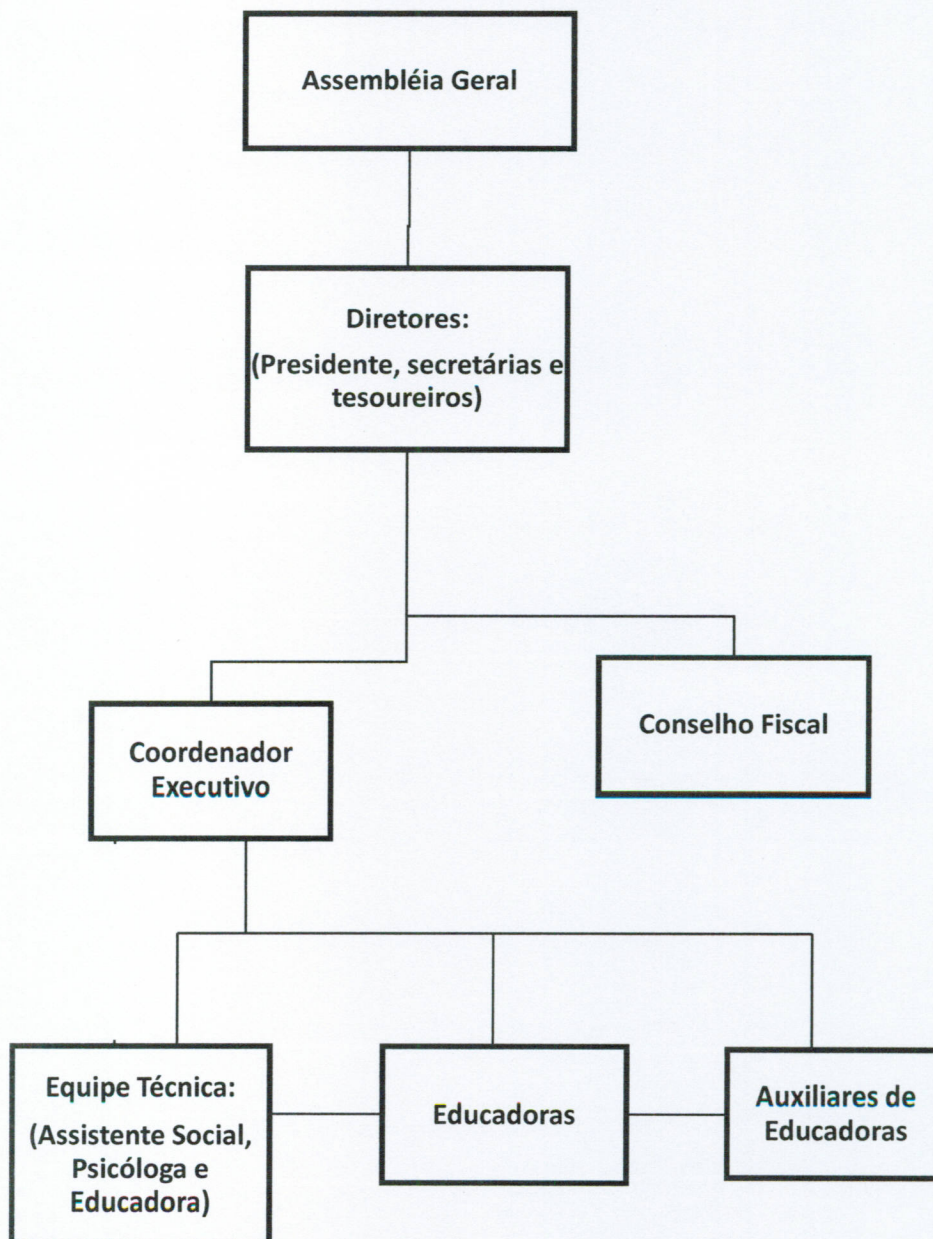 Assembléia Geral
Diretores:
(Presidente, secretárias e
tesoureiros)
Coordenador
Executivo
Conselho Fiscal
Equipe Técnica:
(Assistente Social,
Psicóloga e
Educadora)
Educadoras
Auxiliares de
Educadoras